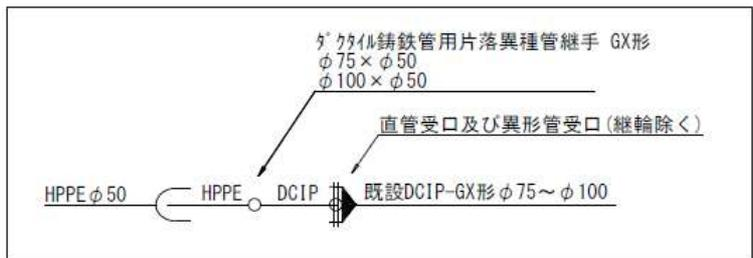 ﾀﾞｸﾀｲﾙ鋳鉄管用片落異種管継手 GX形
φ75×φ50
φ100×φ50
直管受口及び異形管受口(継輪除く)
HPPEφ50 HPPE DCIP 既設DCIP-GX形φ75～φ100